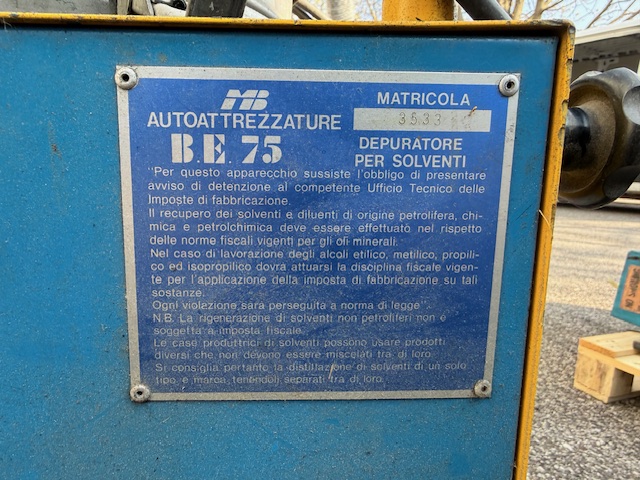 MB
AUTOATTREZZATURE
MATRICOLA
3533
B.E. 75
DEPURATORE
PER SOLVENTI
"Per questo apparecchio sussiste l'obbligo di presentare
avviso di detenzione al competente Ufficio Tecnico delle
Imposte di fabbricazione.
Il recupero dei solventi e diluenti di origine petrolifera, chi-
mica e petrolchimica deve essere effettuato nel rispetto
delle norme fiscali vigenti per gli oli minerali.
Nel caso di lavorazione degli alcoli etilico, metilico, propili-
co ed isopropilico dovrà attuarsi la disciplina fiscale vigen-
te per l'applicazione della imposta di fabbricazione su tali
sostanze.
Ogni violazione sarà perseguita a norma di legge".
N.B. La rigenerazione di solventi non petroliferi non è
soggetta a imposta fiscale.
Le case produttrici di solventi possono usare prodotti
diversi che non devono essere miscelati tra di loro.
Si consiglia pertanto la distillazione di solventi di un solo
tipo e marca, tenendoli separati tra di loro.